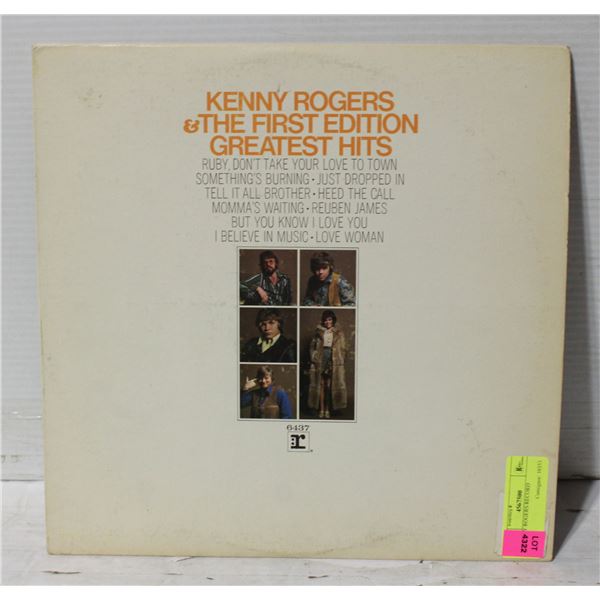 KENNY ROGERS
& THE FIRST EDITION
GREATEST HITS
RUBY, DON'T TAKE YOUR LOVE TO TOWN
SOMETHING'S BURNING • JUST DROPPED IN
TELL IT ALL BROTHER • HEED THE CALL
MOMMA'S WAITING • REUBEN JAMES
BUT YOU KNOW I LOVE YOU
I BELIEVE IN MUSIC • LOVE WOMAN
6437
r
LOT
4322